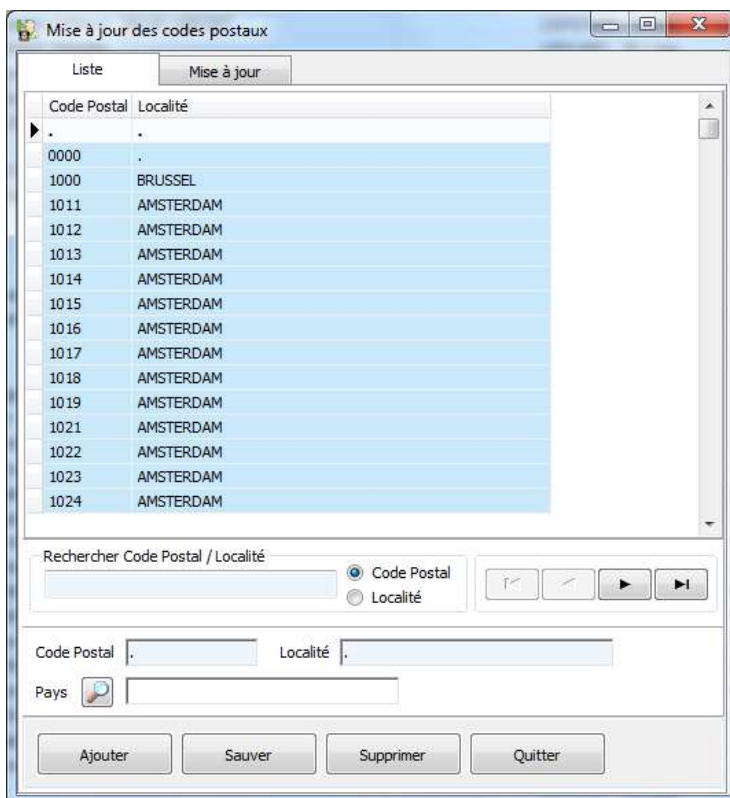 Mise à jour des codes postaux
Liste Mise à jour
Code Postal Localité
. .
0000 .
1000 BRUSSEL
1011 AMSTERDAM
1012 AMSTERDAM
1013 AMSTERDAM
1014 AMSTERDAM
1015 AMSTERDAM
1016 AMSTERDAM
1017 AMSTERDAM
1018 AMSTERDAM
1019 AMSTERDAM
1021 AMSTERDAM
1022 AMSTERDAM
1023 AMSTERDAM
1024 AMSTERDAM
Rechercher Code Postal / Localité
Code Postal
Localité
Code Postal . Localité .
Pays
Ajouter Sauver Supprimer Quitter